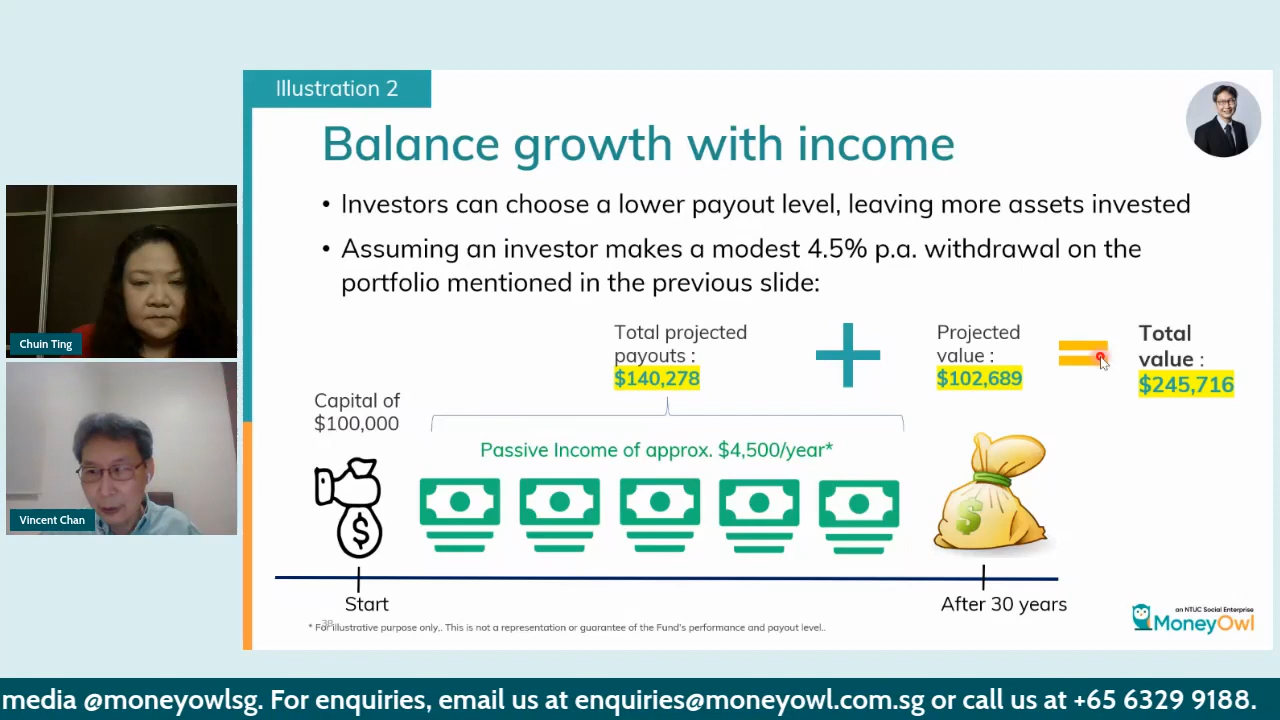 Illustration 2
Balance growth with income
• Investors can choose a lower payout level, leaving more assets invested
• Assuming an investor makes a modest 4.5% p.a. withdrawal on the
portfolio mentioned in the previous slide:
Total projected
payouts :
$140,278
Projected
value :
$102,689
Total
value :
$245,716
Capital of
$100,000
Passive Income of approx. $4,500/year*
$
$
Start
After 30 years
38
* For illustrative purpose only,. This is not a representation or guarantee of the Fund's performance and payout level..
an NTUC Social Enterprise
MoneyOwl
Chuin Ting
Vincent Chan
media @moneyowlsg. For enquiries, email us at enquiries@moneyowl.com.sg or call us at +65 6329 9188.